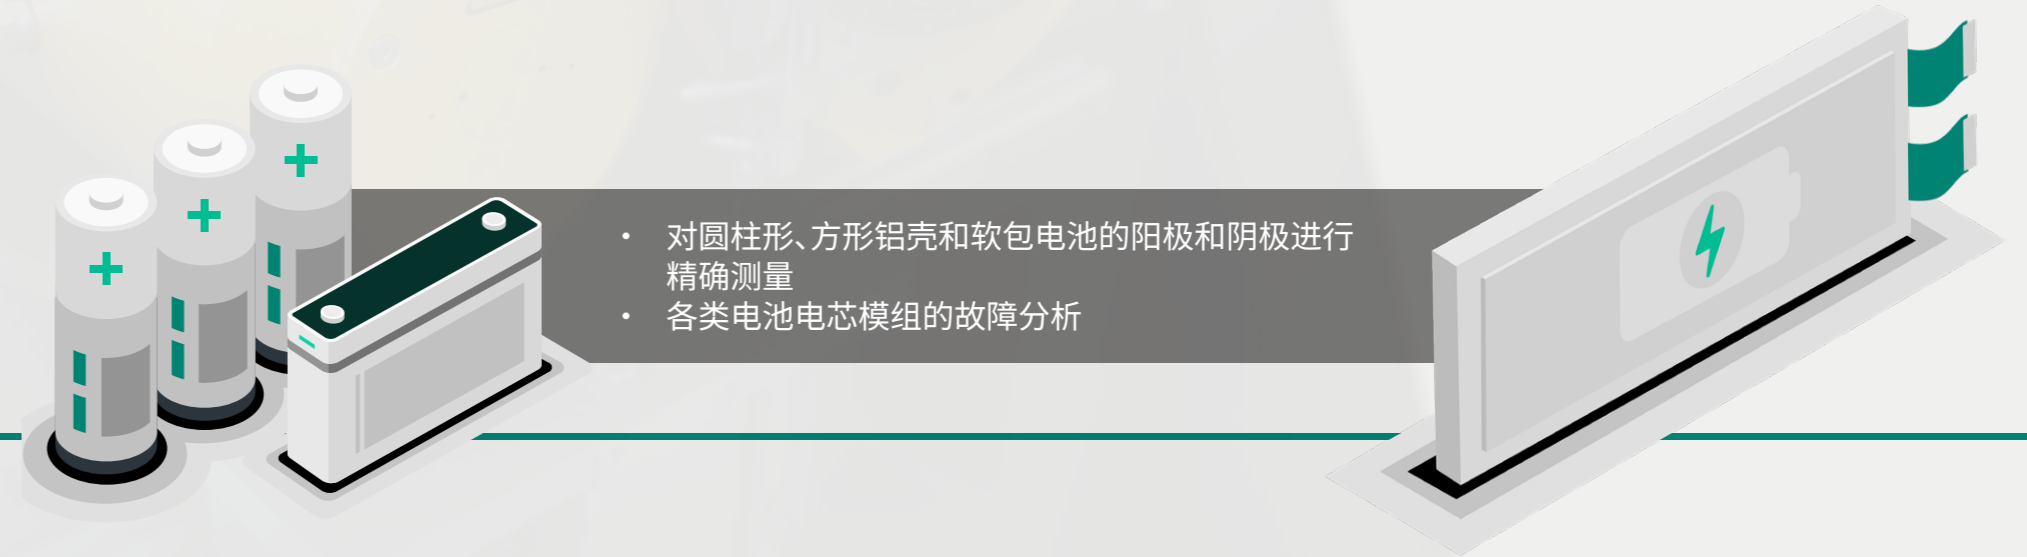 • 对圆柱形、方形铝壳和软包电池的阳极和阴极进行
精确测量
• 各类电池电芯模组的故障分析